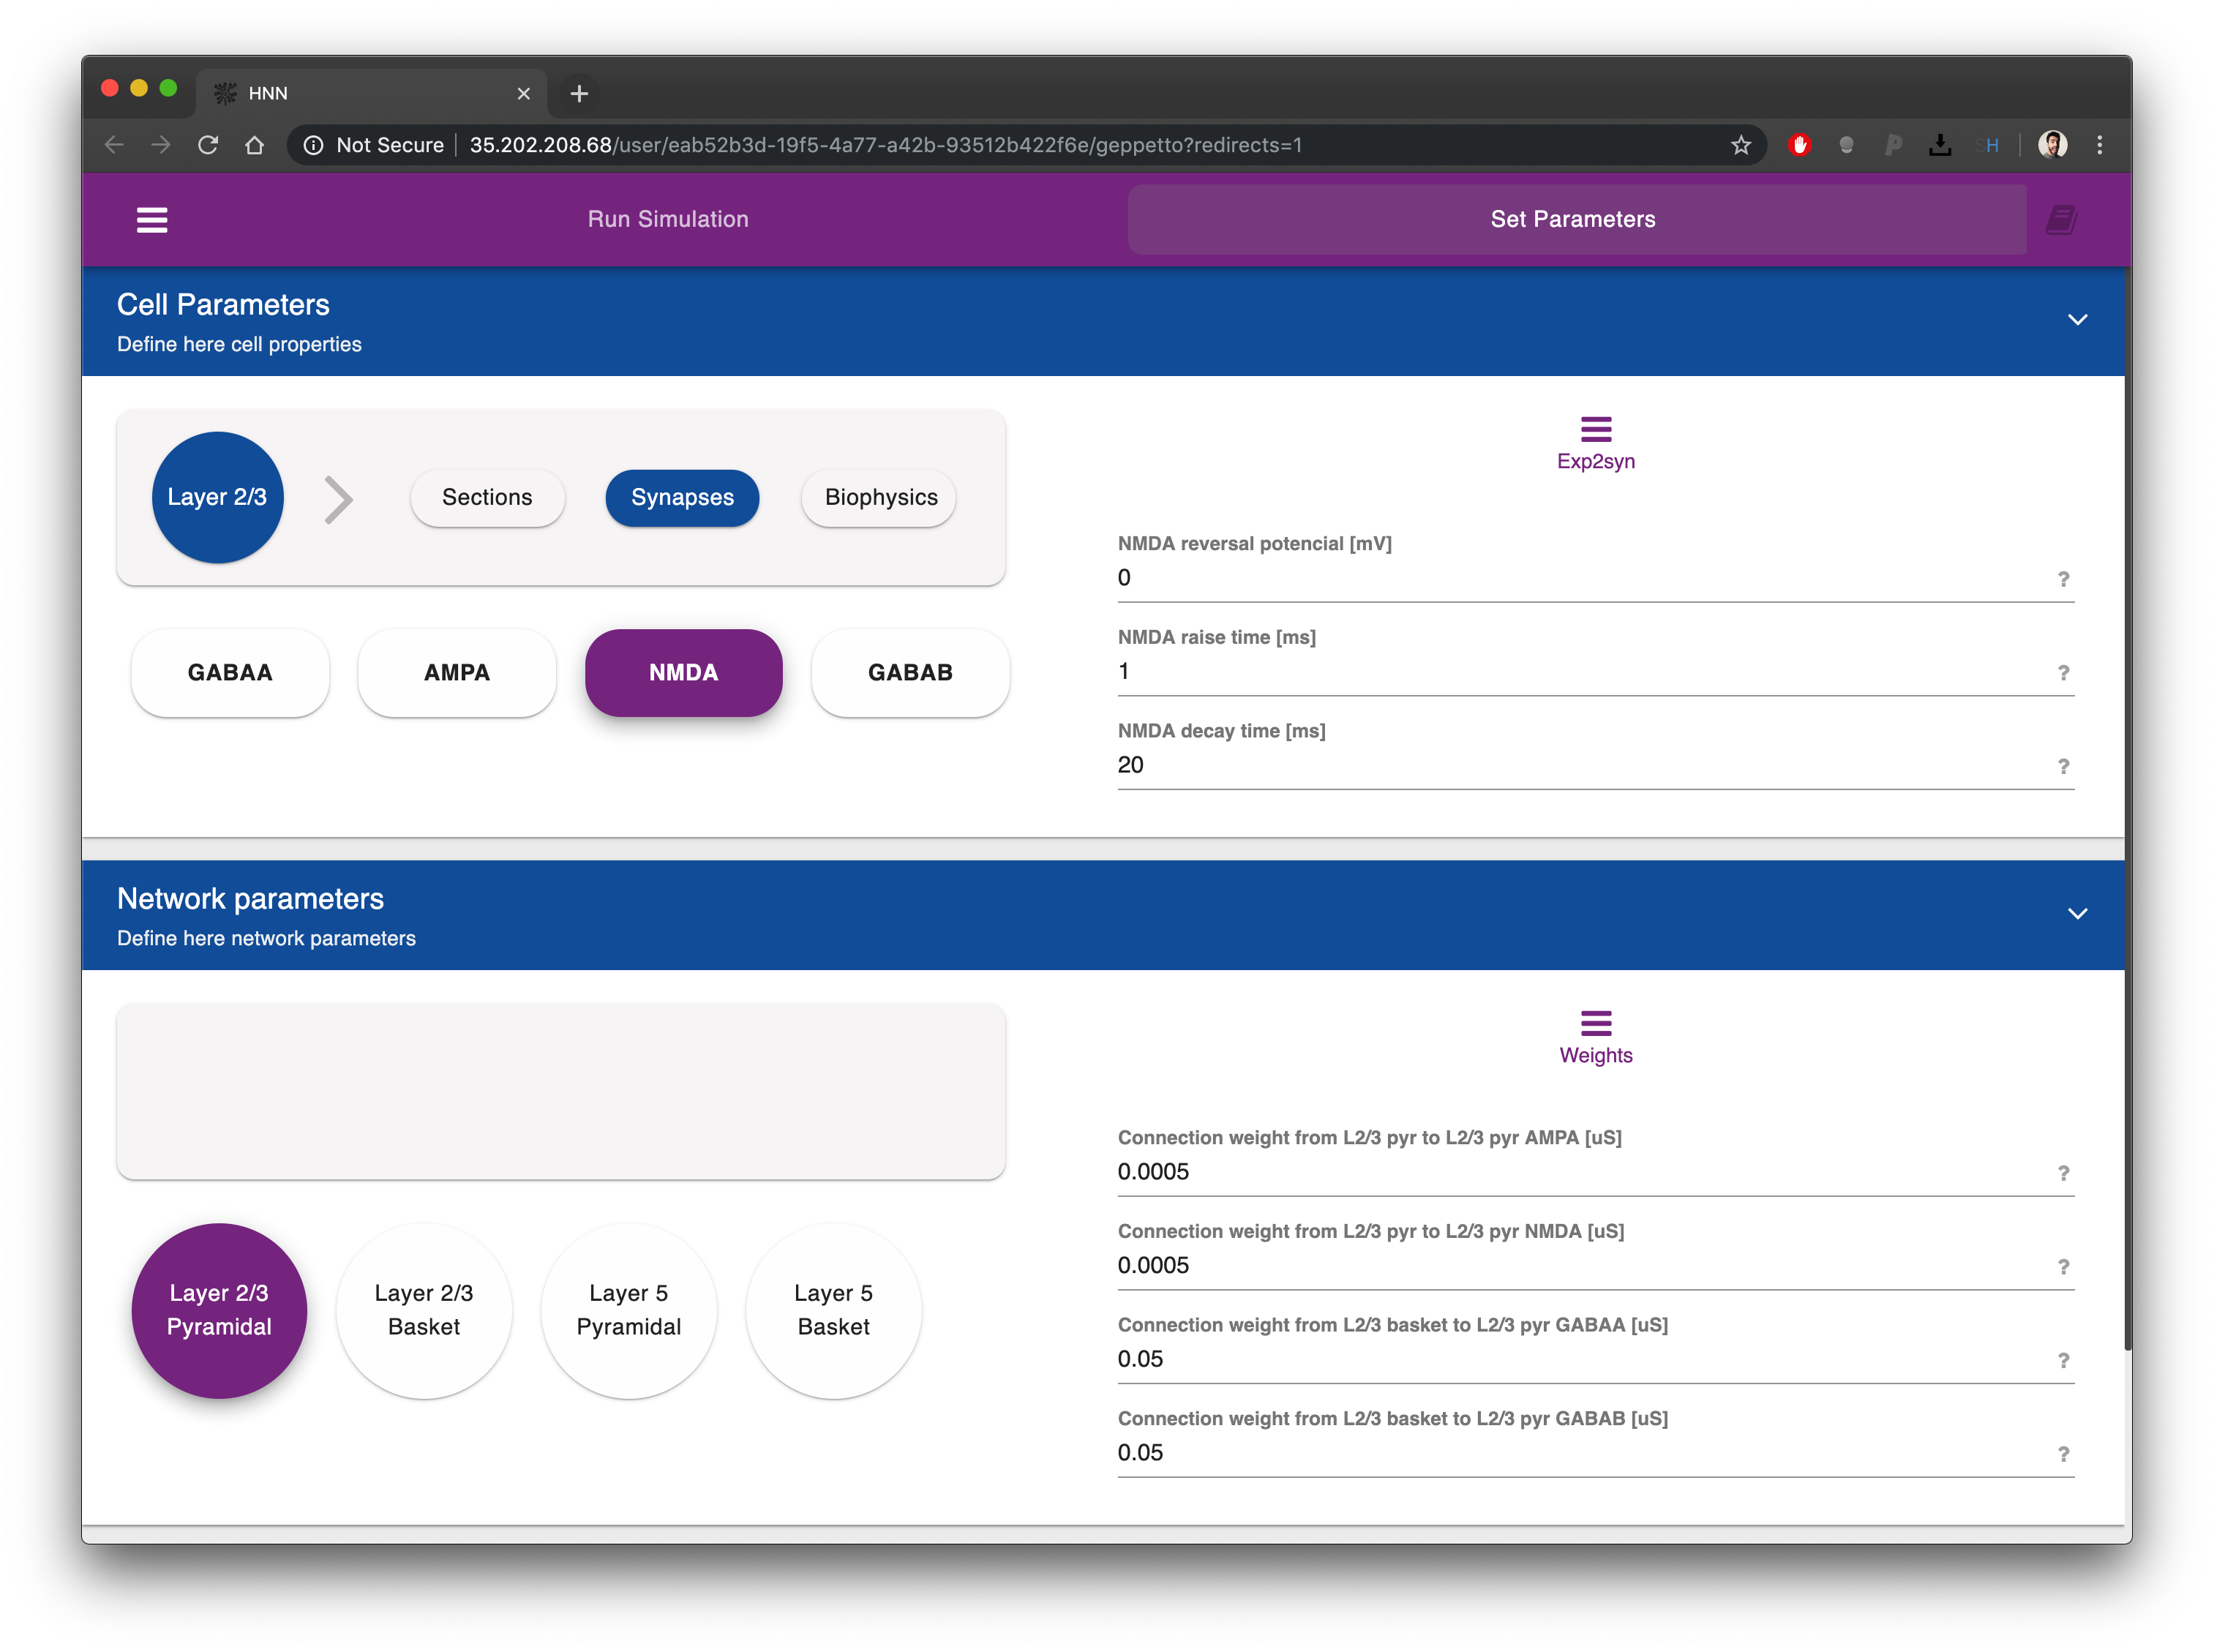 HNN
Not Secure 35.202.208.68/user/eab52b3d-19f5-4a77-a42b-93512b422f6e/geppetto?redirects=1
SH
Run Simulation
Set Parameters
Cell Parameters
Define here cell properties
Layer 2/3
Sections
Synapses
Biophysics
GABAA
AMPA
NMDA
GABAB
Exp2syn
NMDA reversal potencial [mV]
0
?
NMDA raise time [ms]
1
?
NMDA decay time [ms]
20
?
Network parameters
Define here network parameters
Layer 2/3
Pyramidal
Layer 2/3
Basket
Layer 5
Pyramidal
Layer 5
Basket
Weights
Connection weight from L2/3 pyr to L2/3 pyr AMPA [uS]
0.0005
?
Connection weight from L2/3 pyr to L2/3 pyr NMDA [uS]
0.0005
?
Connection weight from L2/3 basket to L2/3 pyr GABAA [uS]
0.05
?
Connection weight from L2/3 basket to L2/3 pyr GABAB [uS]
0.05
?